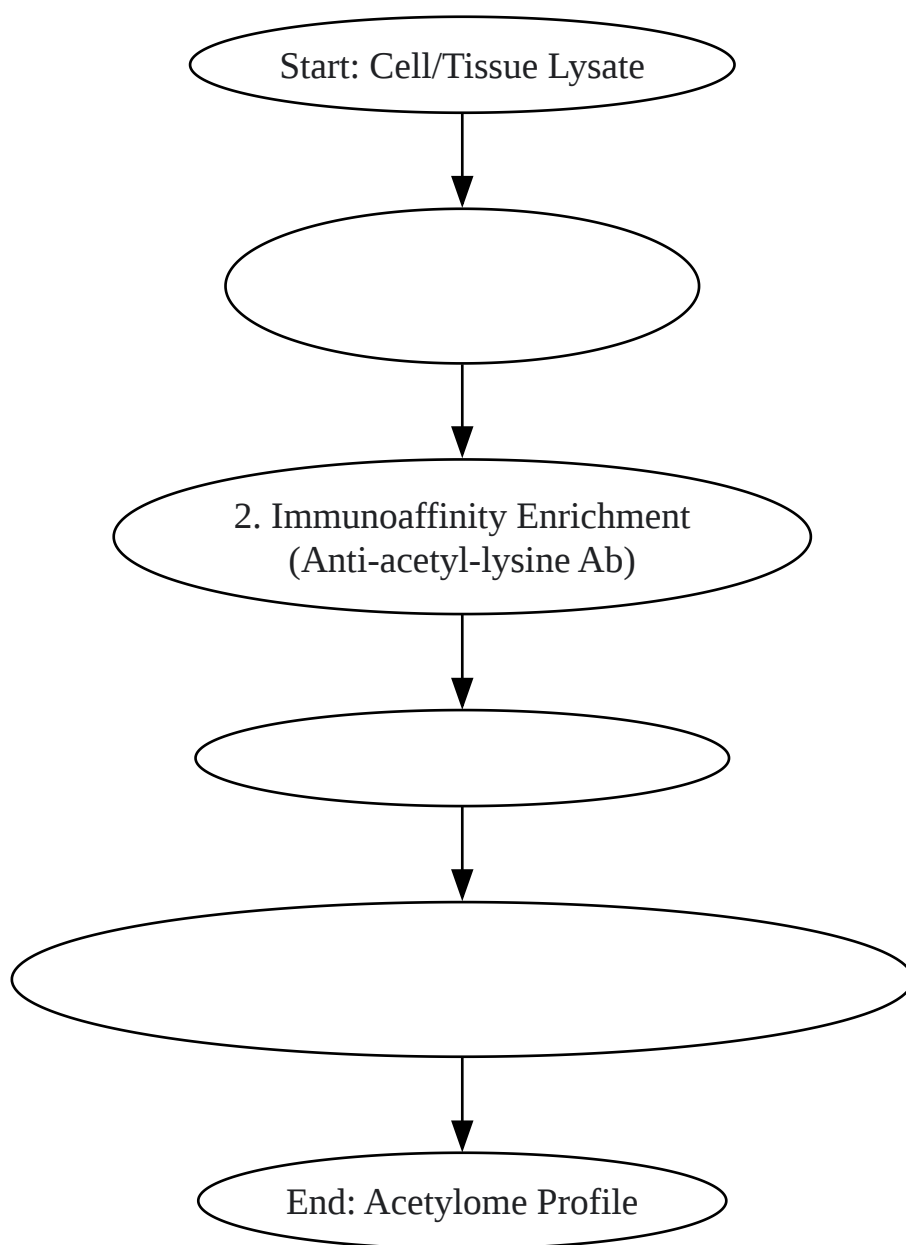 Start: Cell/Tissue Lysate
2. Immunoaffinity Enrichment
(Anti-acetyl-lysine Ab)
End: Acetylome Profile